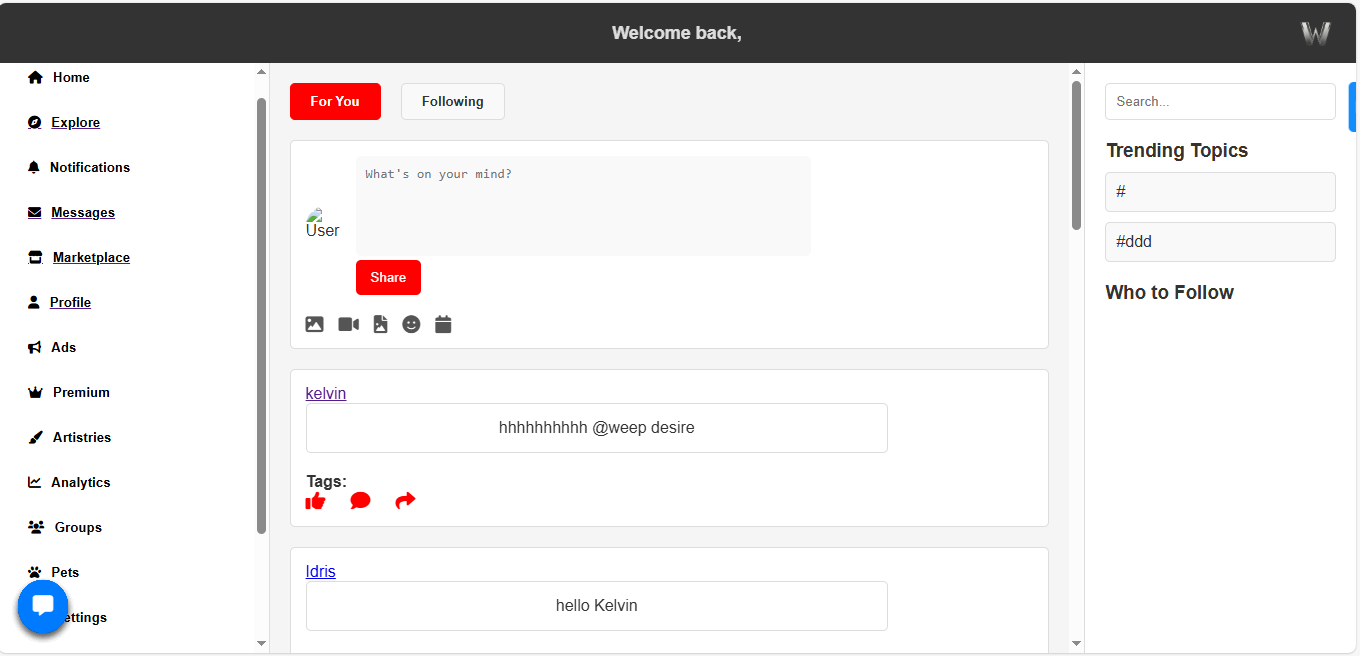 Welcome back,
W
Home
Explore
Notifications
Messages
Marketplace
Profile
Ads
Premium
Artistries
Analytics
Groups
Pets
ettings
For You
Following
What's on your mind?
User
Share
kelvin
hhhhhhhhhh @weep desire
Tags:
Idris
hello Kelvin
Search...
Trending Topics
#
#ddd
Who to Follow